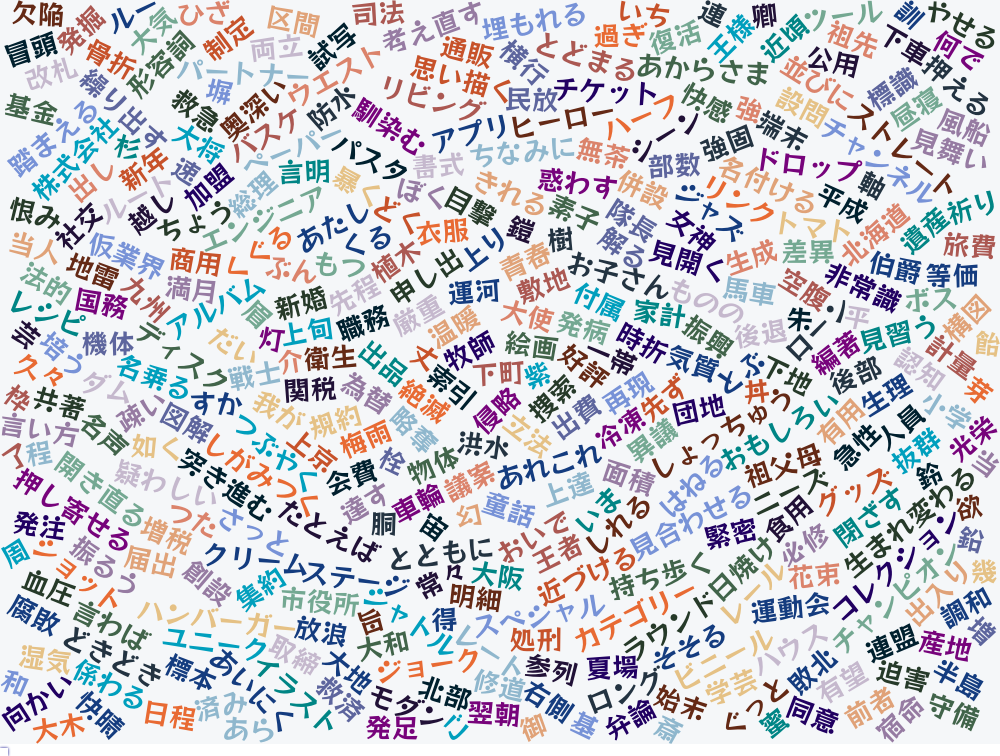 欠陥 発掘 ルー 大気 ひざ 区間 司法 考え直す 埋もれる いち 連 卿 ツール 訓 やせる
冒頭 骨折 形容詞 制定 両立 試写 通販 横行 とどまる 過ぎ 復活 王様 近頃 祖先 下車 何で
改札 繰り出す パートナー 塀 ウエスト 思い描く リビング 民放 チケット あからさま 公用 並びに 標識 押える
基金 踏まえる 救急 奥深い 防水 馴染む アプリ ヒーロー ハーフ 快感 強 設問 ストレート 昼寝 風船
株式会社 杉 大将 バスケ ペーパー パスタ 書式 ちなみに 無茶 シーン 部数 強固 端末 チャンネル 見舞い
出し 新年 速 加盟 総理 言明 暴く ぼく 目撃 きれる 惑わす 併設 ジャズ リンク 名付ける ドロップ 軸
恨み 社交 ルート 越し ちょう エンジニア あたし どく 衣服 鎧 素子 隊長 女神 トマト 平成 北海道 遺産 祈り
当人 仮 業界 商用 ぐる くる 植木 申し出 上り 青春 樹 解る 見開く 生成 差異 旅費
法的 地雷 九州 満月 く ぶん もつ 先程 運河 敷地 お子さん ものの 馬車 空腹 非常識 伯爵 等価
レシピ 国務 アルバム 直 新婚 職務 厳重 大使 付属 家計 後退 朱 平 ボス 横図
芸 培う 機体 ディスク だい 灯 上旬 温暖 発病 振興 時折 気質 ロープ 見習う 飴
久々 ダム 名乗る 戦士 介 衛生 出品 大 牧師 絵画 一帯 好評 とぶ 下地 編著 認知 計量 芽
枠 共著 疎い すか 関税 為替 絶滅 索引 下町 紫 捜索 再現 先ず 丼 後部 生理 小学
言い方 名声 図解 つぶやく 我が 規約 段章 侵略 立法 出費 冷凍 団地 しょっちゅう おもしろい 有用 人員 光栄
へ 程 如く しがみつく 上京 梅雨 栓 物体 洪水 あれこれ 異議 急性 抜群 当
開き直る 疑わしい 突き進む 会費 達す 車輪 議案 上達 面積 はねる 祖父母 鈴
押し寄せる つた さっと たとえば 胴 宙 幻 童話 いま しれる 見合わせる ニーズ グッズ 生まれ変わる 欲
発注 増税 クリーム ステージ とともに おいで 王者 緊密 食用 閉ざす コレクション 鉛
周 ショット 振るう 届出 創設 集約 常 大阪 近づける 持ち歩く 日焼け 必修 チャンピオン 幾
血圧 言わば ハンバーガー 市役所 シャトル 旨 得 明細 スペシャル カテゴリー ラウンド レール 花束 運動会 出入り 調和
腐敗 どきどき ユニーク 取締 放浪 大和 処刑 そそる ビニール ハウス 連盟 産地 壇
湿気 係わる 標本 あいにく イラスト 大地 ジョーク ルート 参列 夏場 学芸 敗北 有望 迫害 半島
和 向かい 快晴 日程 済み 救済 モダン 北部 修道 右側 ロング 始末 ぐっと 同意 前者 守備
大木 あら 発足 ジ 翌朝 御 基 弁論 斎 蜜 宿命